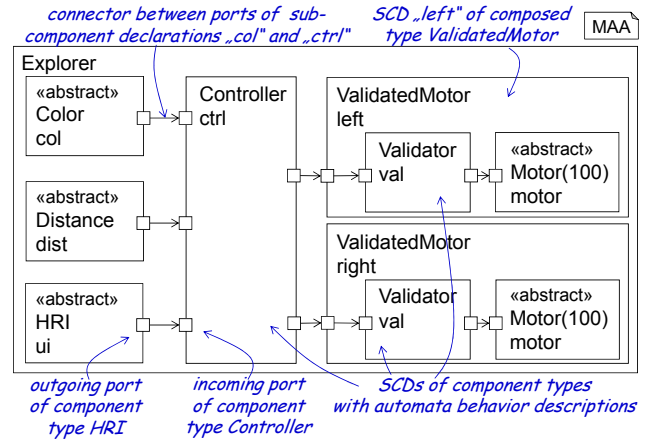 connector between ports of sub-
component declarations „col" and „ctrl"
SCD „left" of composed
type ValidatedMotor
MAA
Explorer
«abstract»
Color
col
Controller
ctrl
ValidatedMotor
left
Validator
val
«abstract»
Motor(100)
motor
«abstract»
Distance
dist
ValidatedMotor
right
«abstract»
HRI
ui
Validator
val
«abstract»
Motor(100)
motor
outgoing port
of component
type HRI
incoming port
of component
type Controller
SCDs of component types
with automata behavior descriptions